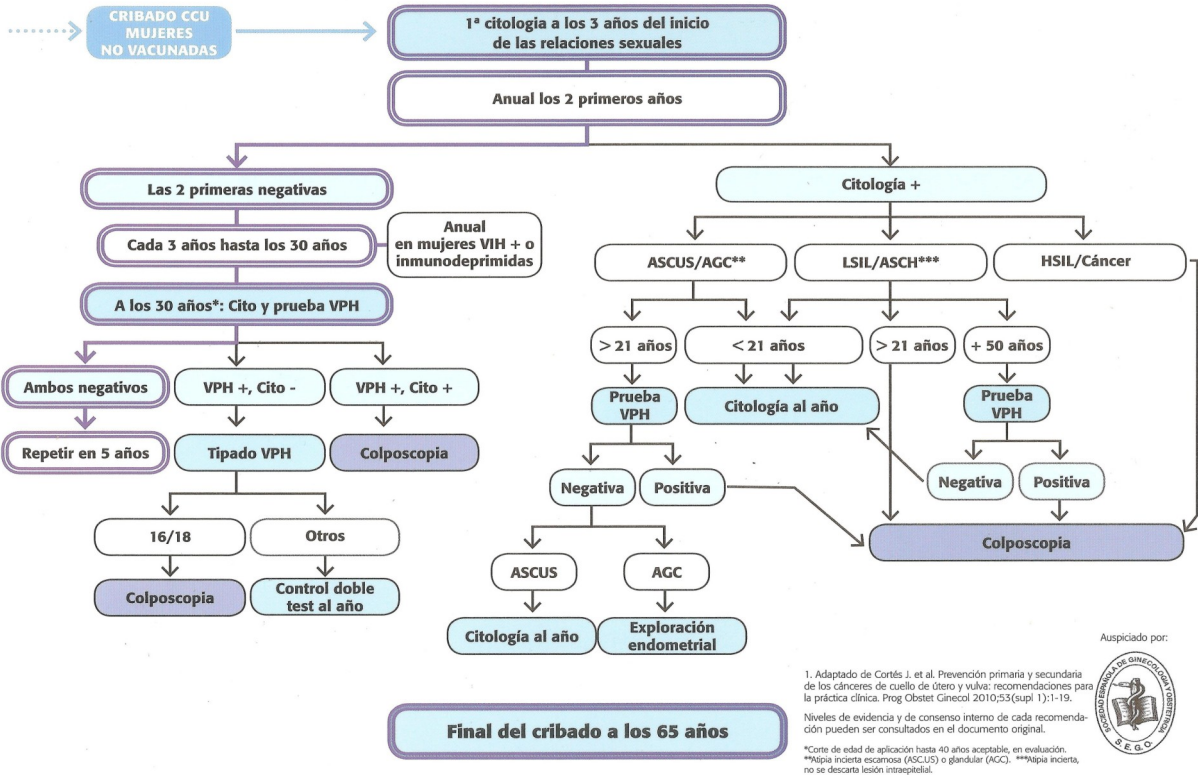 CRIBADO CCU
MUJERES
NO VACUNADAS
1ª citologia a los 3 años del inicio
de las relaciones sexuales
Anual los 2 primeros años
Las 2 primeras negativas
Citología +
Cada 3 años hasta los 30 años
Anual
en mujeres VIH + o
inmunodeprimidas
ASCUS/AGC**
LSIL/ASCH***
HSIL/Cáncer
A los 30 años*: Cito y prueba VPH
> 21 años
< 21 años
> 21 años
+ 50 años
Ambos negativos
VPH +, Cito -
VPH +, Cito +
Prueba
VPH
Citología al año
Prueba
VPH
Repetir en 5 años
Tipado VPH
Colposcopia
Negativa
Positiva
Negativa
Positiva
16/18
Otros
Colposcopia
ASCUS
AGC
Colposcopia
Control doble
test al año
Citología al año
Exploración
endometrial
Auspiciado por:
SOCIEDAD ESPAÑOLA DE GINECOLOGIA Y OBSTETRICIA
S. E. G. O.
1. Adaptado de Cortés J. et al. Prevención primaria y secundaria
de los cánceres de cuello de útero y vulva: recomendaciones para
la práctica clínica. Prog Obstet Ginecol 2010;53(supl 1):1-19.
Niveles de evidencia y de consenso interno de cada recomenda-
ción pueden ser consultados en el documento original.
*Corte de edad de aplicación hasta 40 años aceptable, en evaluación.
**Atipia incierta escamosa (ASC.US) o glandular (AGC). ***Atipia incierta,
no se descarta lesión intraepitelial.
Final del cribado a los 65 años